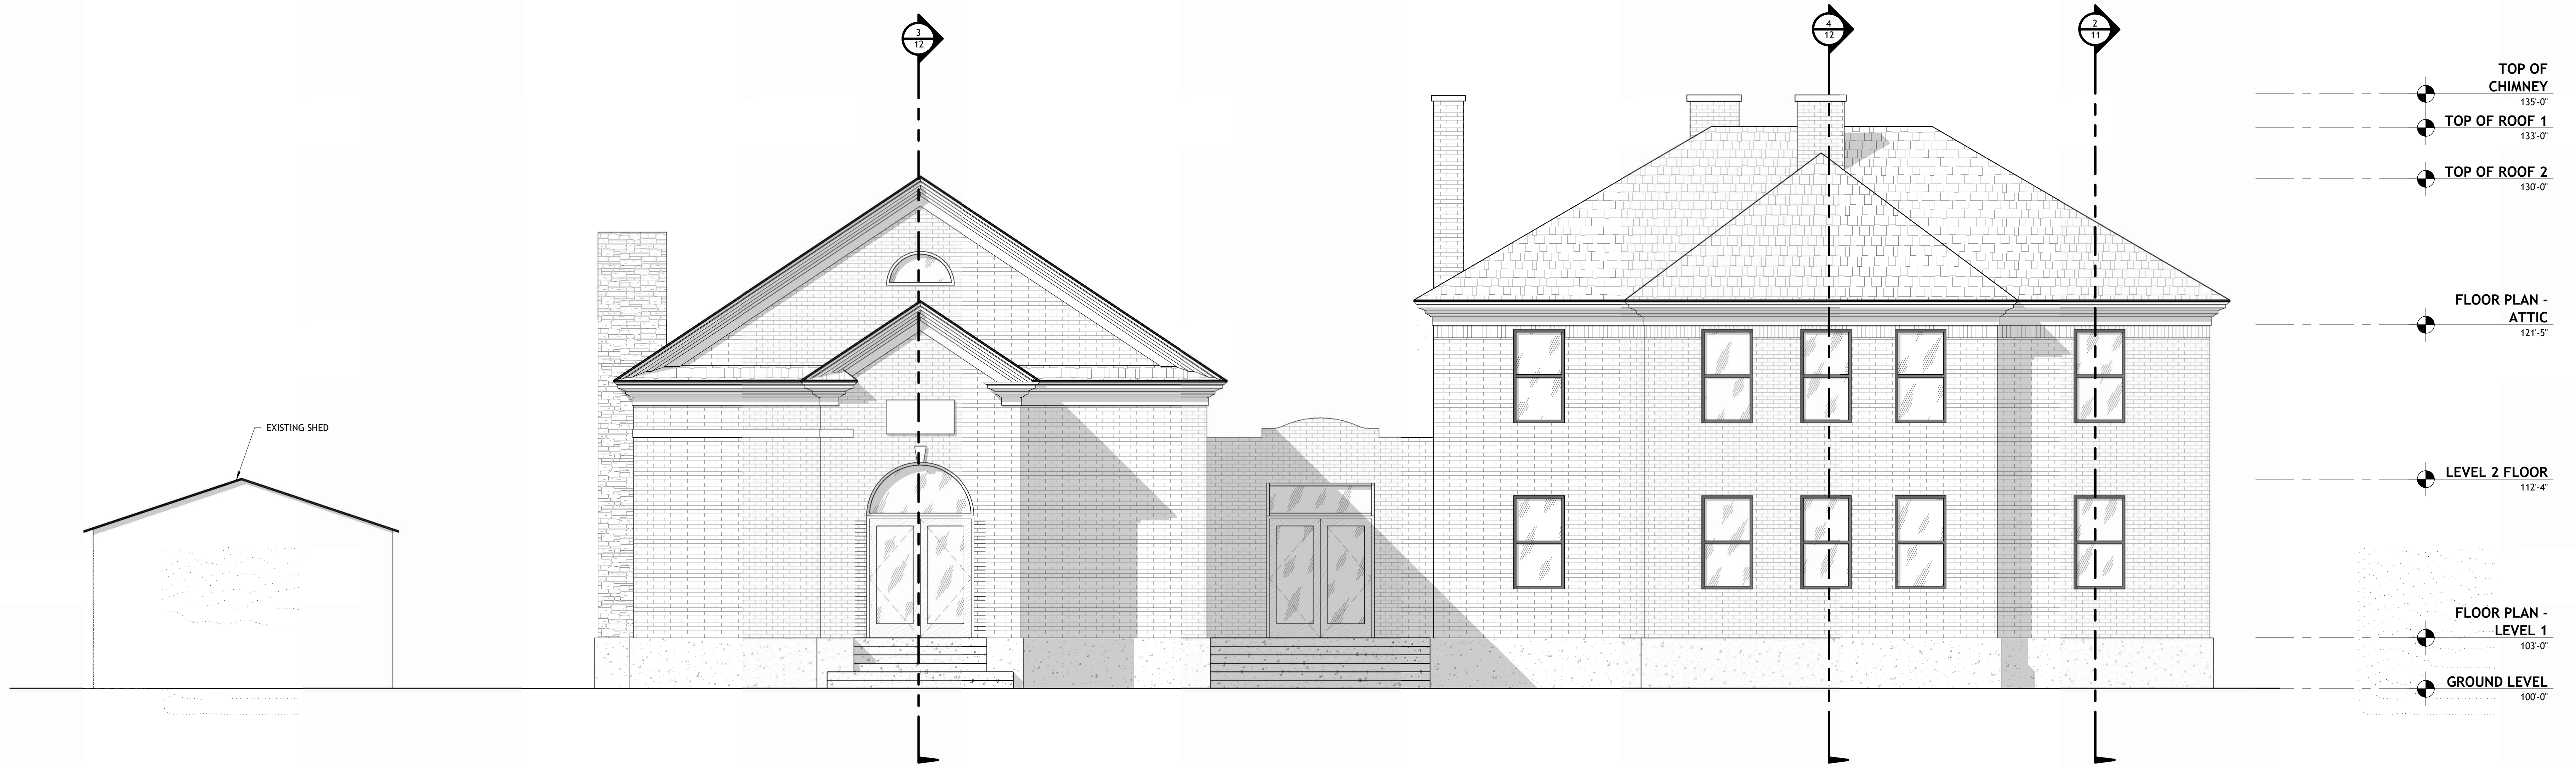 3
12
4
12
2
11
TOP OF
CHIMNEY
135'-0"
TOP OF ROOF 1
133'-0"
TOP OF ROOF 2
130'-0"
FLOOR PLAN -
ATTIC
121'-5"
EXISTING SHED
LEVEL 2 FLOOR
112'-4"
FLOOR PLAN -
LEVEL 1
103'-0"
GROUND LEVEL
100'-0"